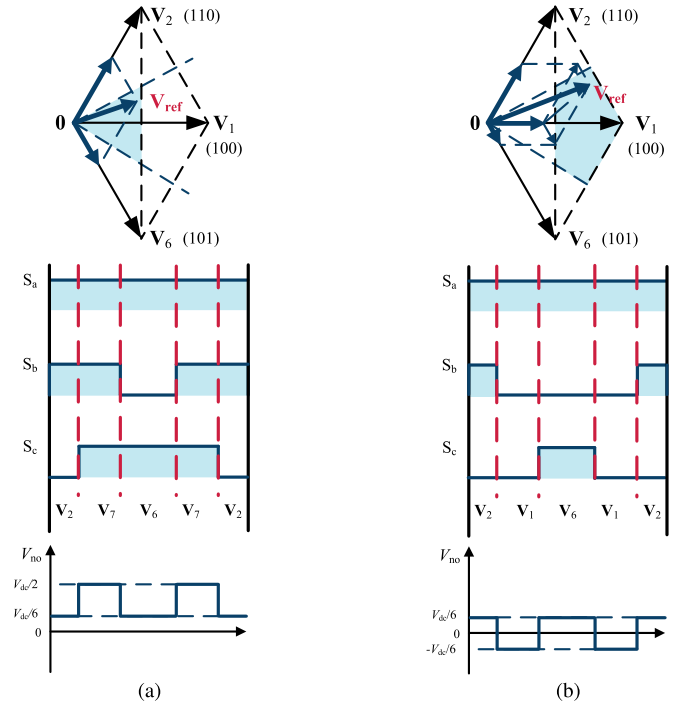 V2 (110)
Vref
0
V1
(100)
V6 (101)
Sa
Sb
Sc
V2 V7 V6 V7 V2
Vno
Vdc/2
Vdc/6
0
(a)
V2 (110)
Vref
0
V1
(100)
V6 (101)
Sa
Sb
Sc
V2 V1 V6 V1 V2
Vno
Vdc/6
0
-Vdc/6
(b)